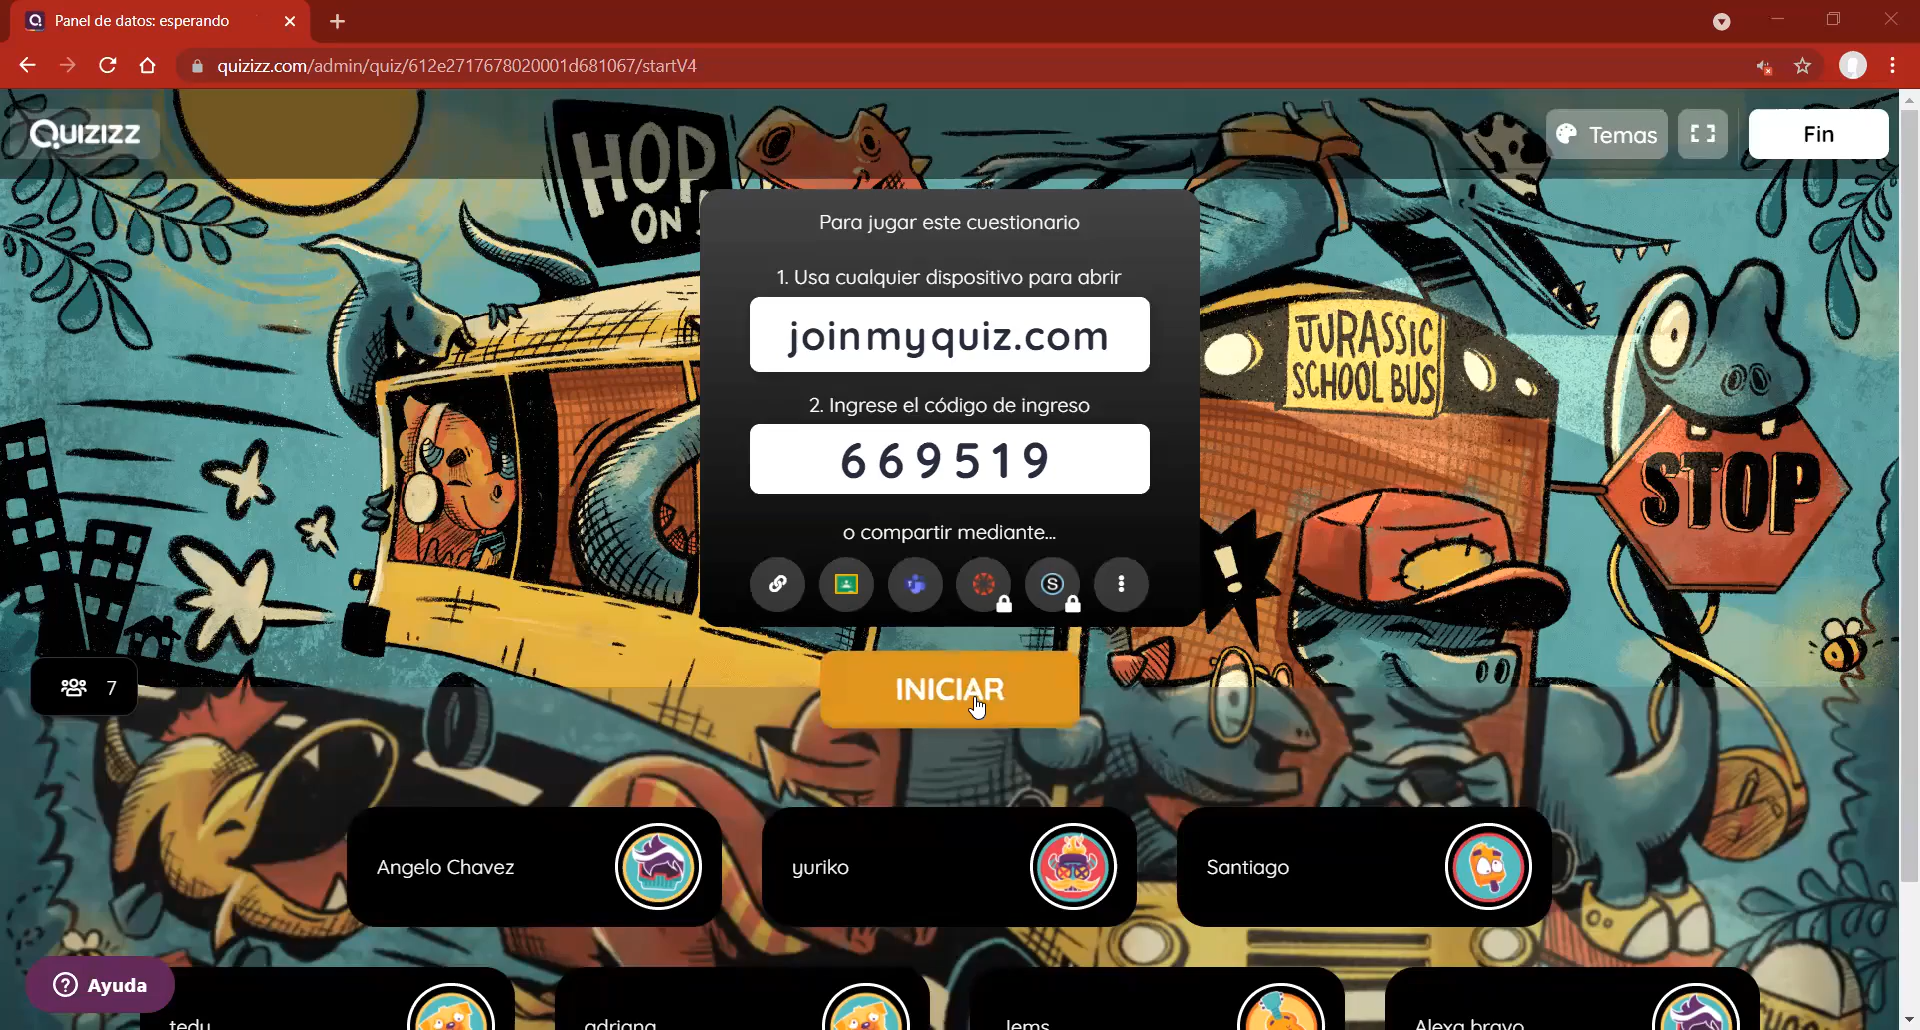 Panel de datos: esperando
quizizz.com/admin/quiz/612e2717678020001d681067/startV4
QUIZIZZ
Temas
Fin
HOP
ON
Para jugar este cuestionario
1. Usa cualquier dispositivo para abrir
joinmyquiz.com
2. Ingrese el código de ingreso
669519
o compartir mediante...
JURASSIC
SCHOOL BUS
STOP
!
7
INICIAR
Angelo Chavez
yuriko
Santiago
Ayuda
tedy
adriana
lems
Alexa bravo